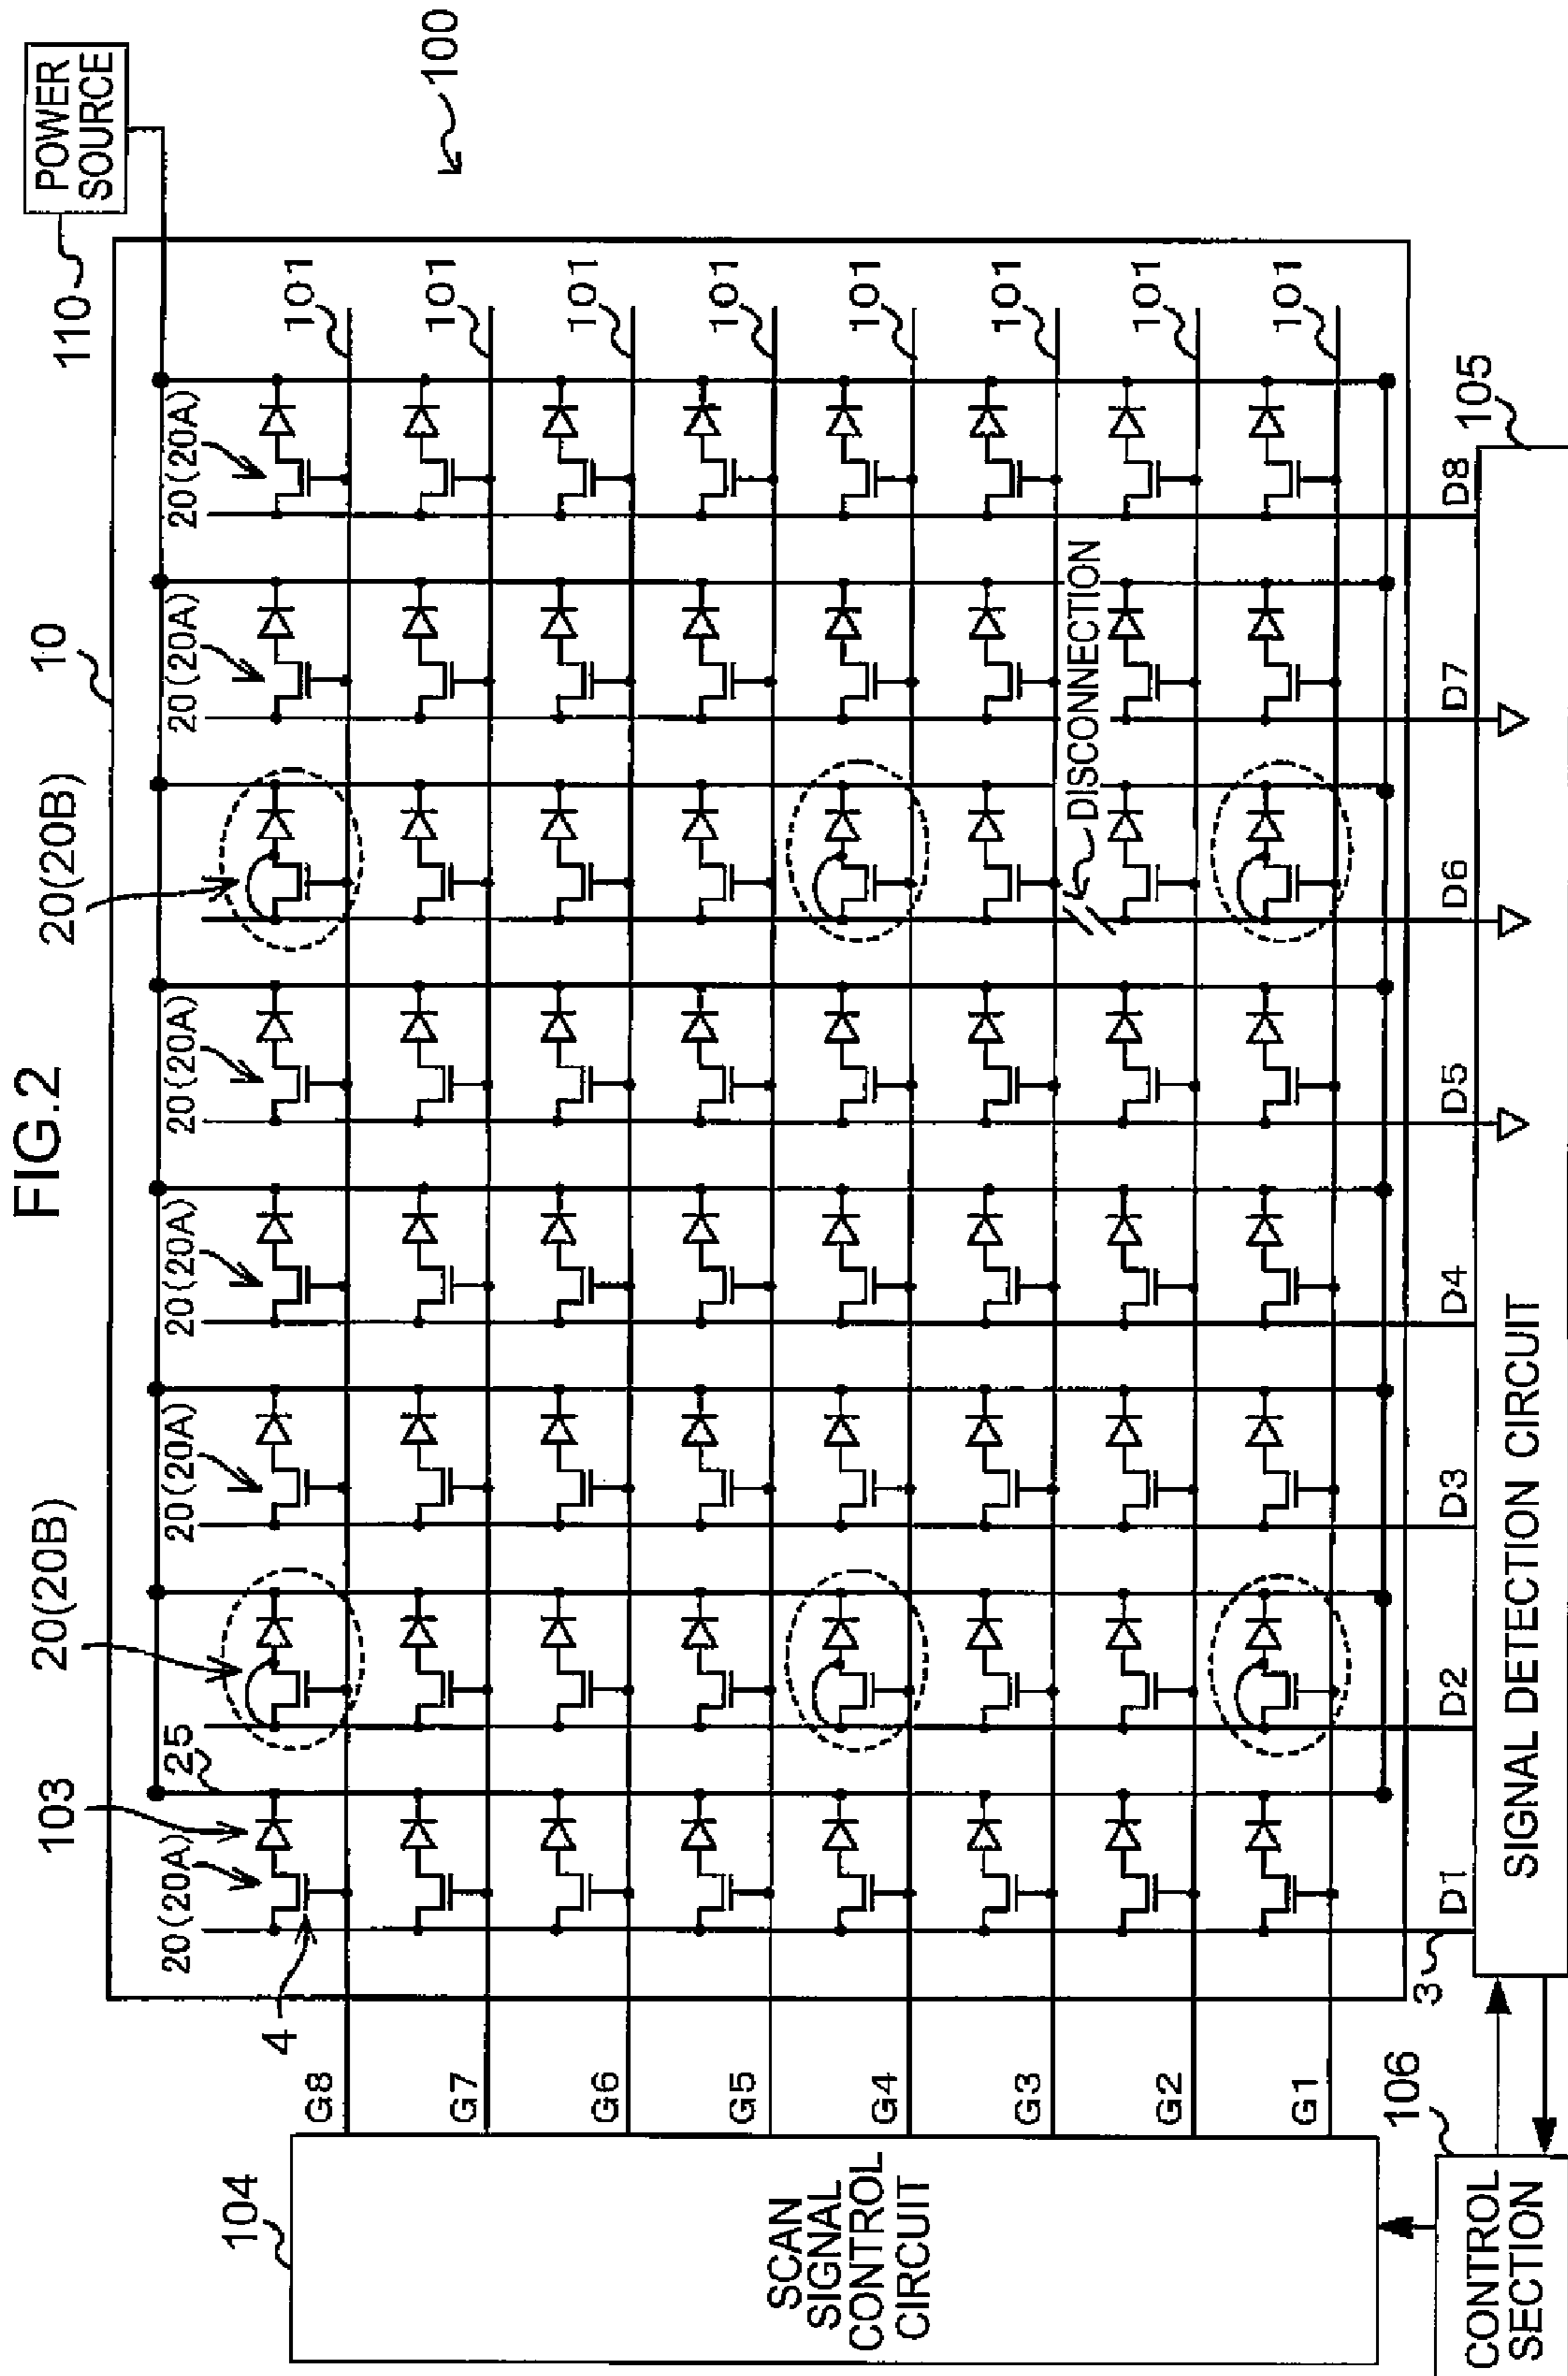 FIG.2
10
100
110
POWER
SOURCE
20(20A)
103
25
20(20B)
20(20A)
20(20A)
20(20A)
20(20B)
20(20A)
20(20A)
4
104
SCAN
SIGNAL
CONTROL
CIRCUIT
G8
101
G7
101
G6
101
G5
101
G4
101
G3
101
DISCONNECTION
G2
101
G1
101
3
D1
D2
D3
D4
D5
D6
D7
D8
106
CONTROL
SECTION
SIGNAL DETECTION CIRCUIT
105